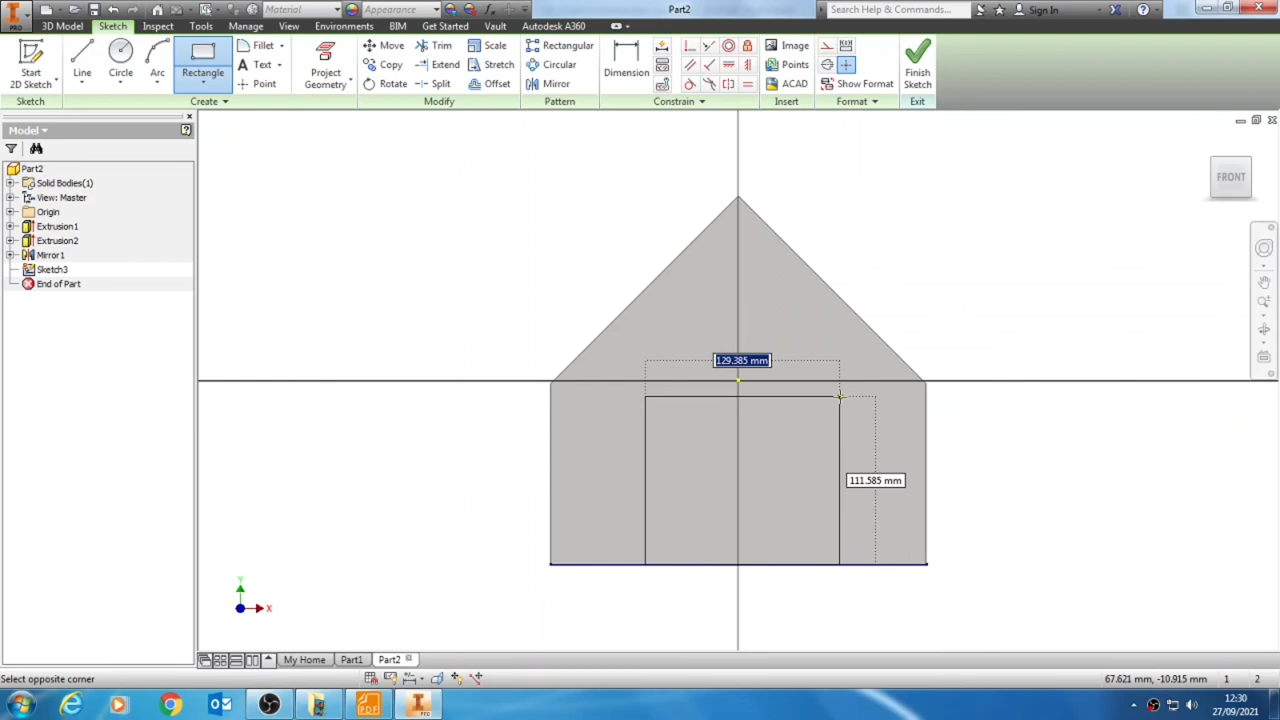 PRO
Material
Appearance
Part2
Search Help & Commands...
Sign In
3D Model
Sketch
Inspect
Tools
Manage
View
Environments
BIM
Get Started
Vault
Autodesk A360
Start
2D Sketch
Line
Circle
Arc
Rectangle
Fillet
Text
Point
Project
Geometry
Move
Copy
Rotate
Trim
Extend
Split
Scale
Stretch
Offset
Rectangular
Circular
Mirror
Dimension
Image
Points
ACAD
Show Format
Finish
Sketch
Sketch
Create
Modify
Pattern
Constrain
Insert
Format
Exit
Model
Part2
Solid Bodies(1)
View: Master
Origin
Extrusion1
Extrusion2
Mirror1
Sketch3
End of Part
FRONT
129.385 mm
111.585 mm
Y
X
My Home
Part1
Part2
Select opposite corner
67.621 mm, -10.915 mm
1
2
PDF
PRO
12:30
27/09/2021